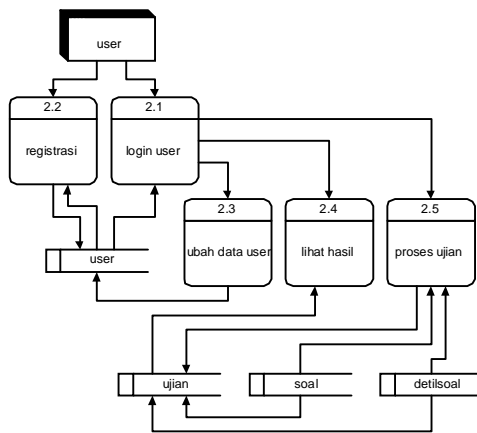 user
2.2
2.1
registrasi
login user
2.3
2.4
2.5
user
ubah data user
lihat hasil
proses ujian
ujian
soal
detilsoal